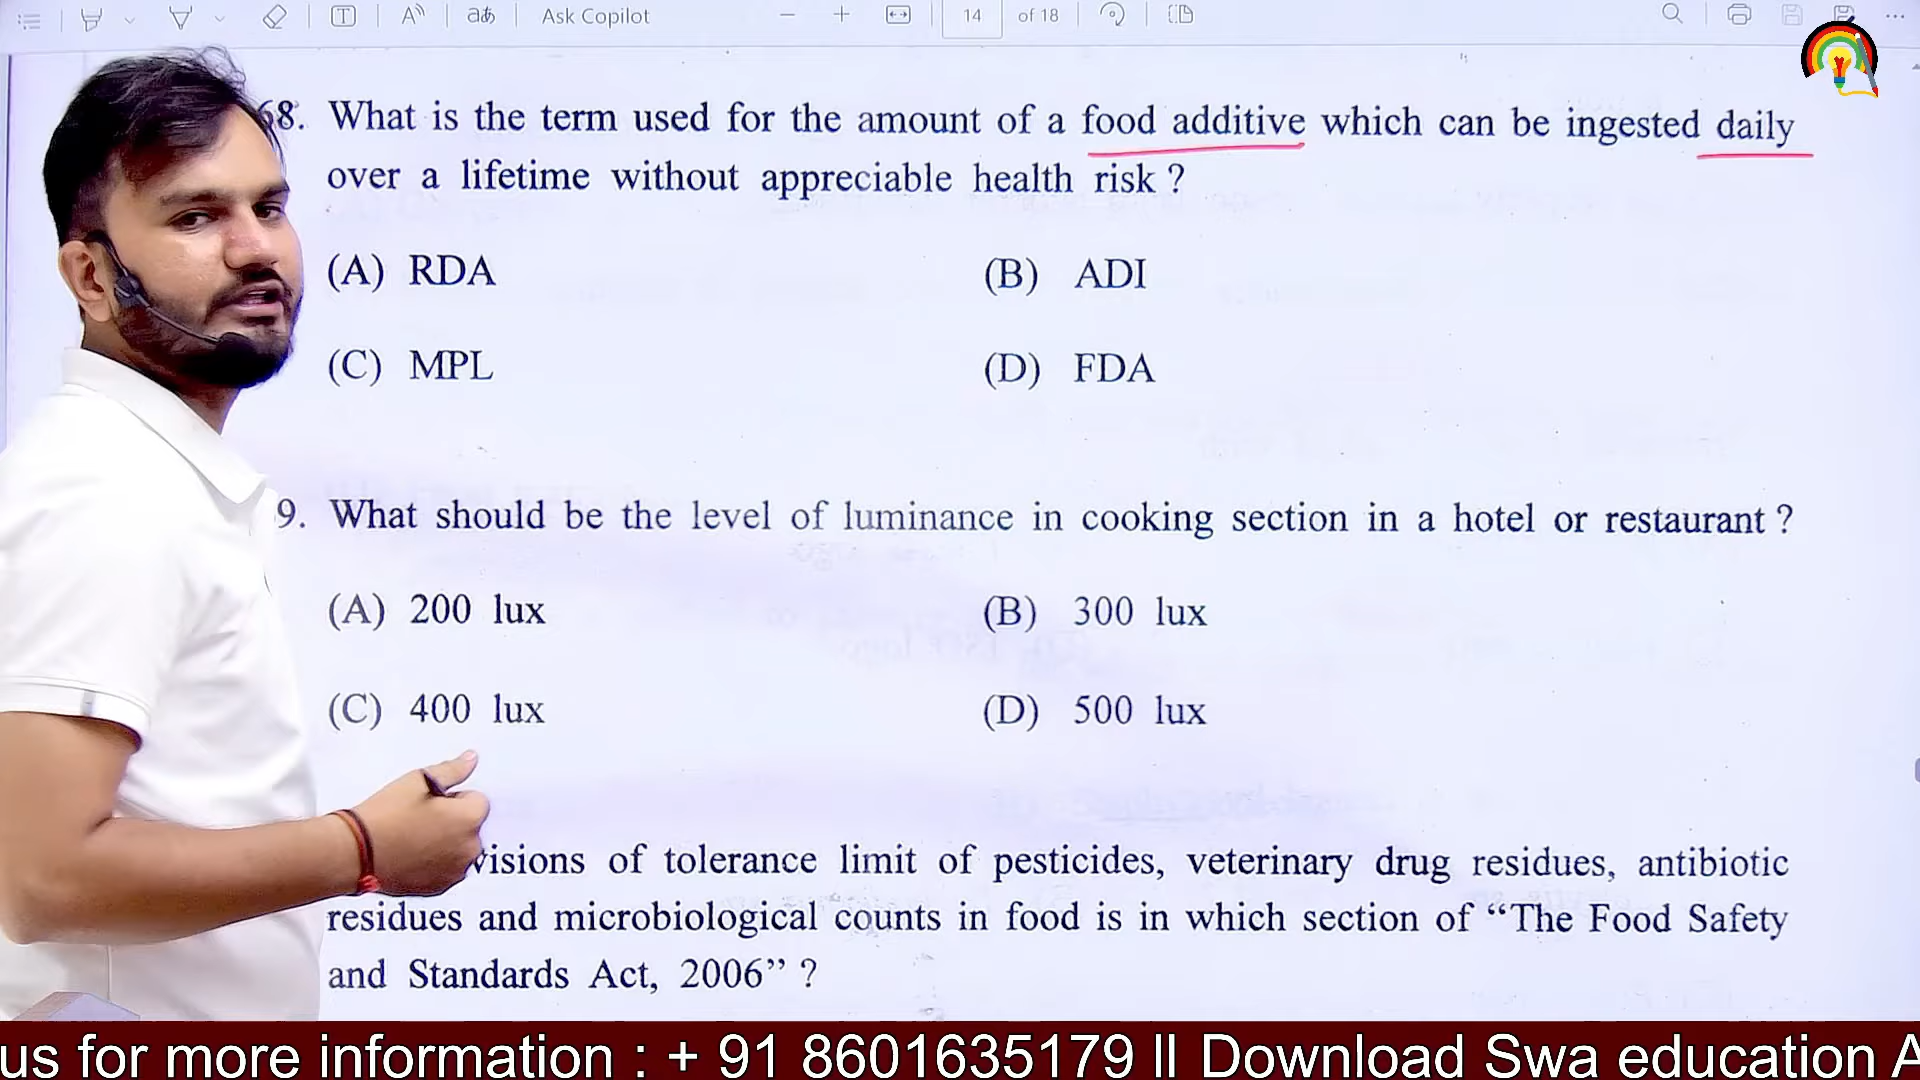 Ask Copilot
14 of 18
68. What is the term used for the amount of a food additive which can be ingested daily
over a lifetime without appreciable health risk ?
(A) RDA (B) ADI
(C) MPL (D) FDA
9. What should be the level of luminance in cooking section in a hotel or restaurant ?
(A) 200 lux (B) 300 lux
(C) 400 lux (D) 500 lux
of tolerance limit of pesticides, veterinary drug residues, antibiotic
residues and microbiological counts in food is in which section of “The Food Safety
and Standards Act, 2006” ?
us for more information : + 91 8601635179 ll Download Swa education A